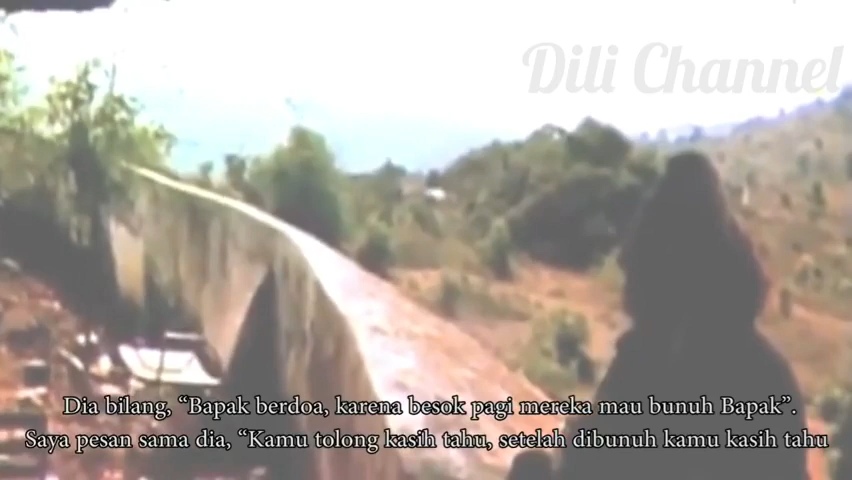 Dili Channel
Dia bilang, “Bapak berdoa, karena besok pagi mereka mau bunuh Bapak”.
Saya pesan sama dia, “Kamu tolong kasih tahu, setelah dibunuh kamu kasih tahu